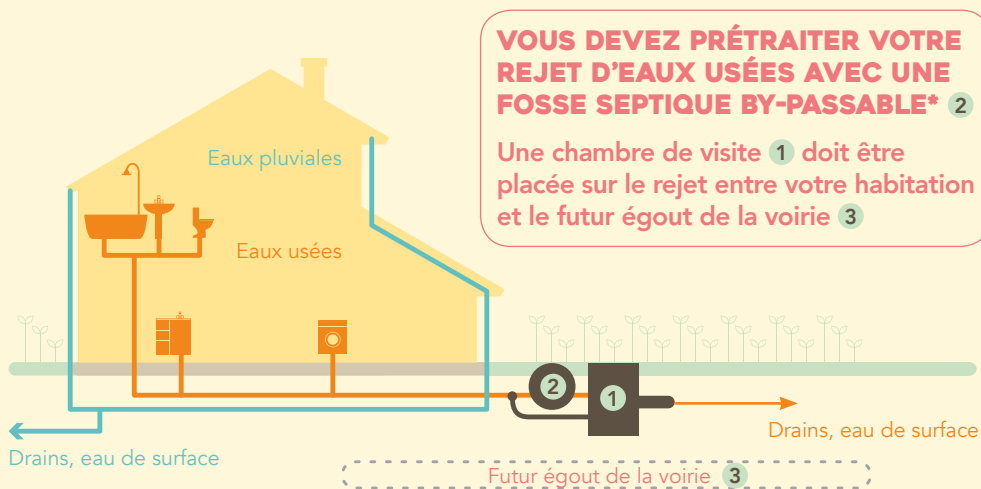 VOUS DEVEZ PRÉTRAITER VOTRE
REJET D'EAUX USÉES AVEC UNE
FOSSE SEPTIQUE BY-PASSABLE* 2
Une chambre de visite 1 doit être
placée sur le rejet entre votre habitation
et le futur égout de la voirie 3
Eaux pluviales
Eaux usées
2
1
Drains, eau de surface
Drains, eau de surface
Futur égout de la voirie 3